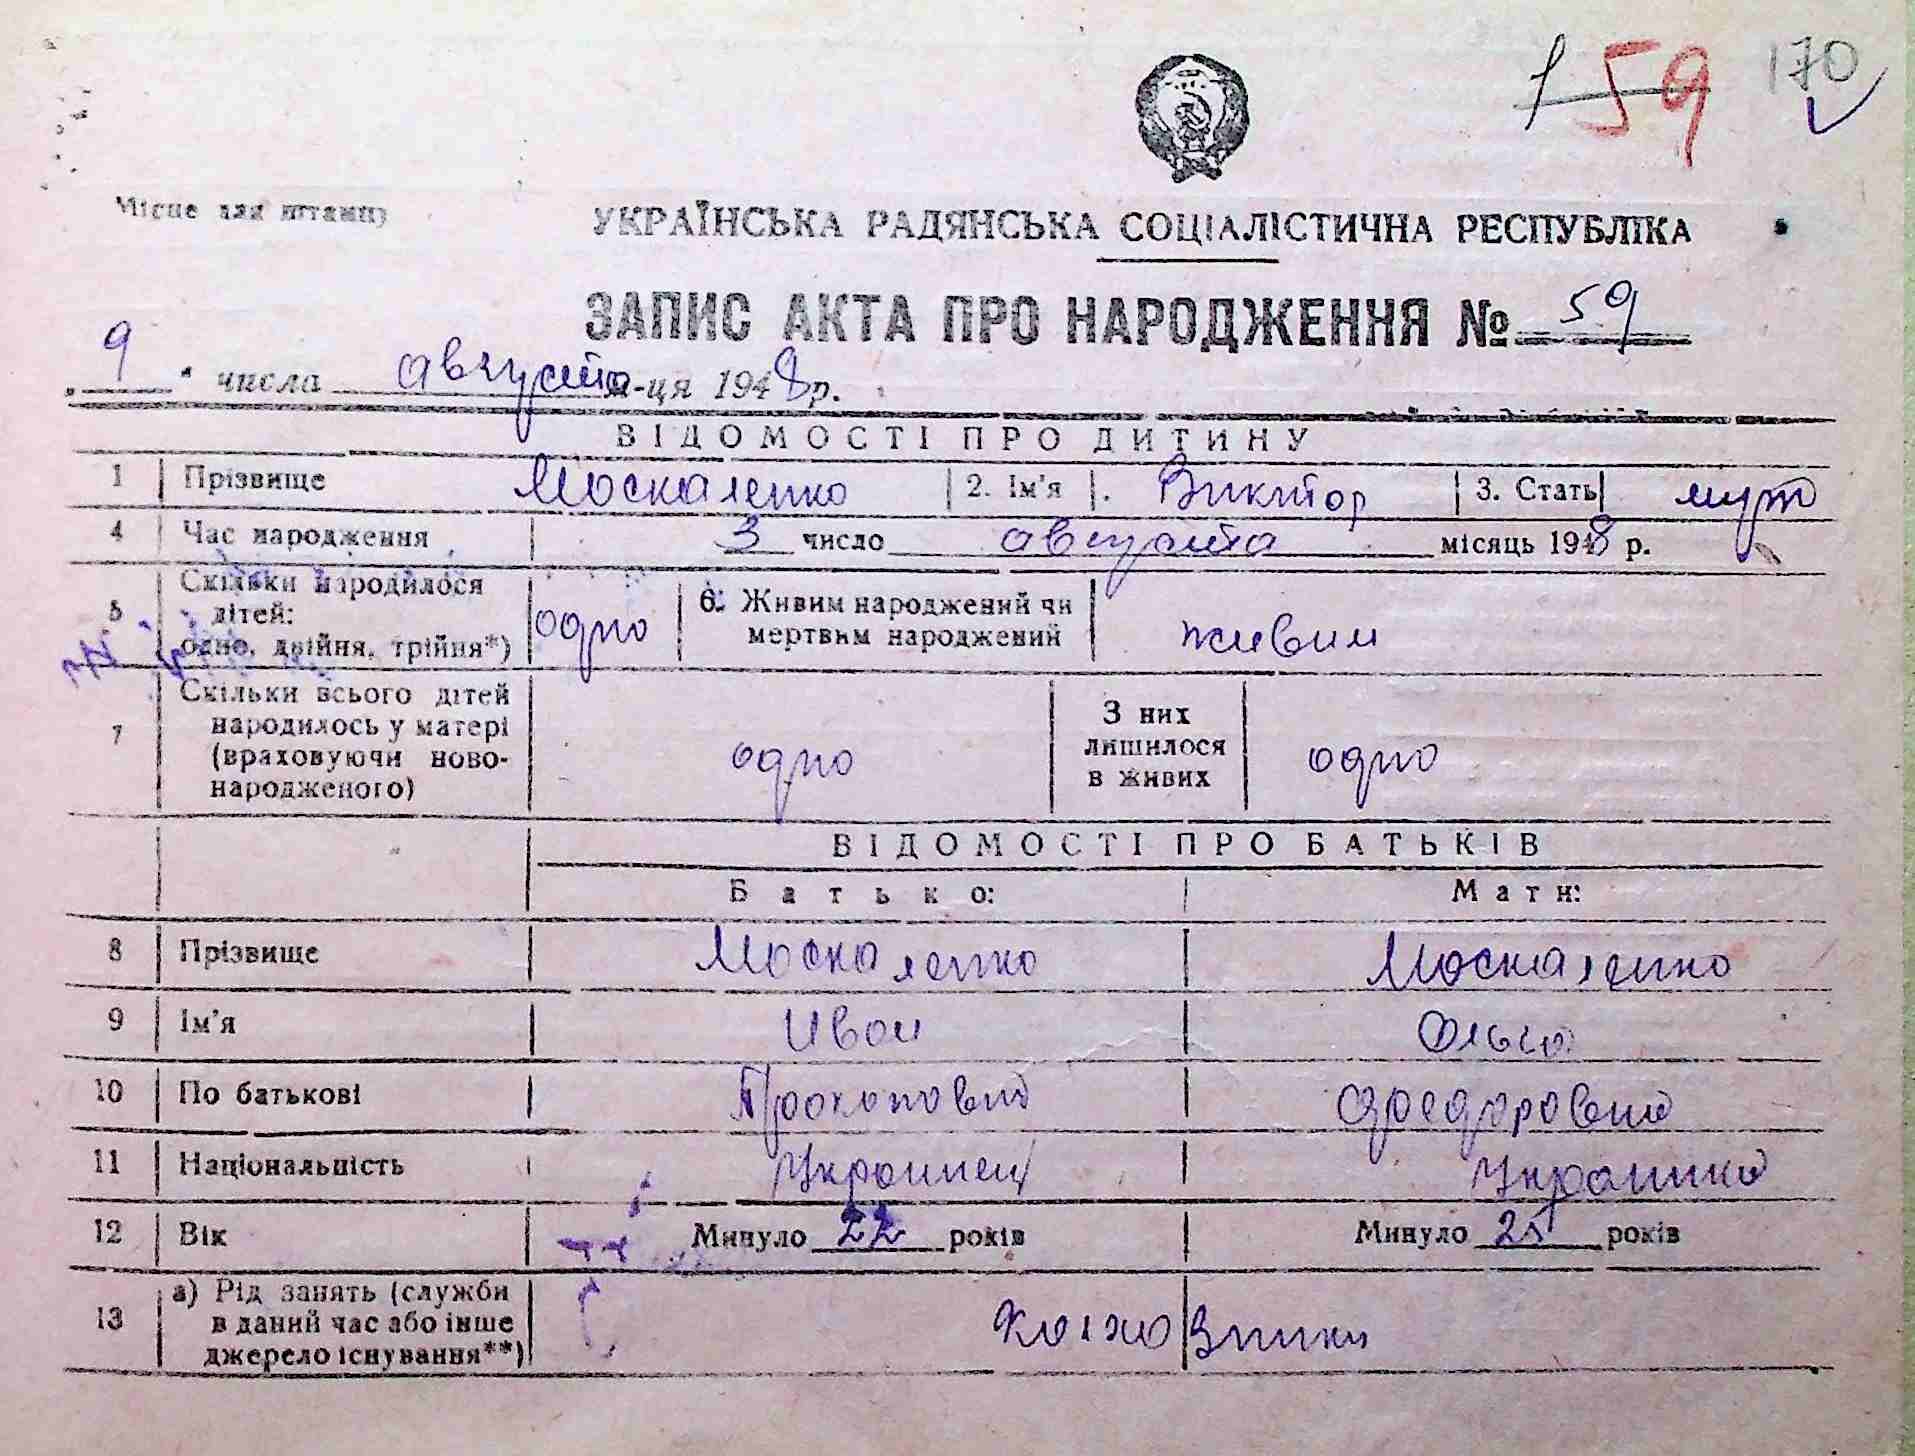 1 59 170
Місце для штампу УКРАЇНСЬКА РАДЯНСЬКА СОЦІАЛІСТИЧНА РЕСПУБЛІКА
ЗАПИС АКТА ПРО НАРОДЖЕННЯ № 59
„ 9 " числа августа м-ця 1948 р.
ВІДОМОСТІ ПРО ДИТИНУ
1 Прізвище Москаленко 2. Ім'я Виктор 3. Стать муж
4 Час народження 3 число августа місяць 1948 р.
5 Скільки народилося дітей: одно, двійня, трійня*) одно 6. Живим народжений чи мертвим народжений живим
7 Скільки всього дітей народилось у матері (враховуючи новонародженого) одно З них лишилося в живих одно
ВІДОМОСТІ ПРО БАТЬКІВ
Батько: Мати:
8 Прізвище Москаленко Москаленко
9 Ім'я Иван Ольга
10 По батькові Федоровна
11 Національність Украинец Украинка
12 Вік Минуло 22 років Минуло 25 років
13 а) Рід занять (служби в даний час або інше джерело існування**) Колхозники